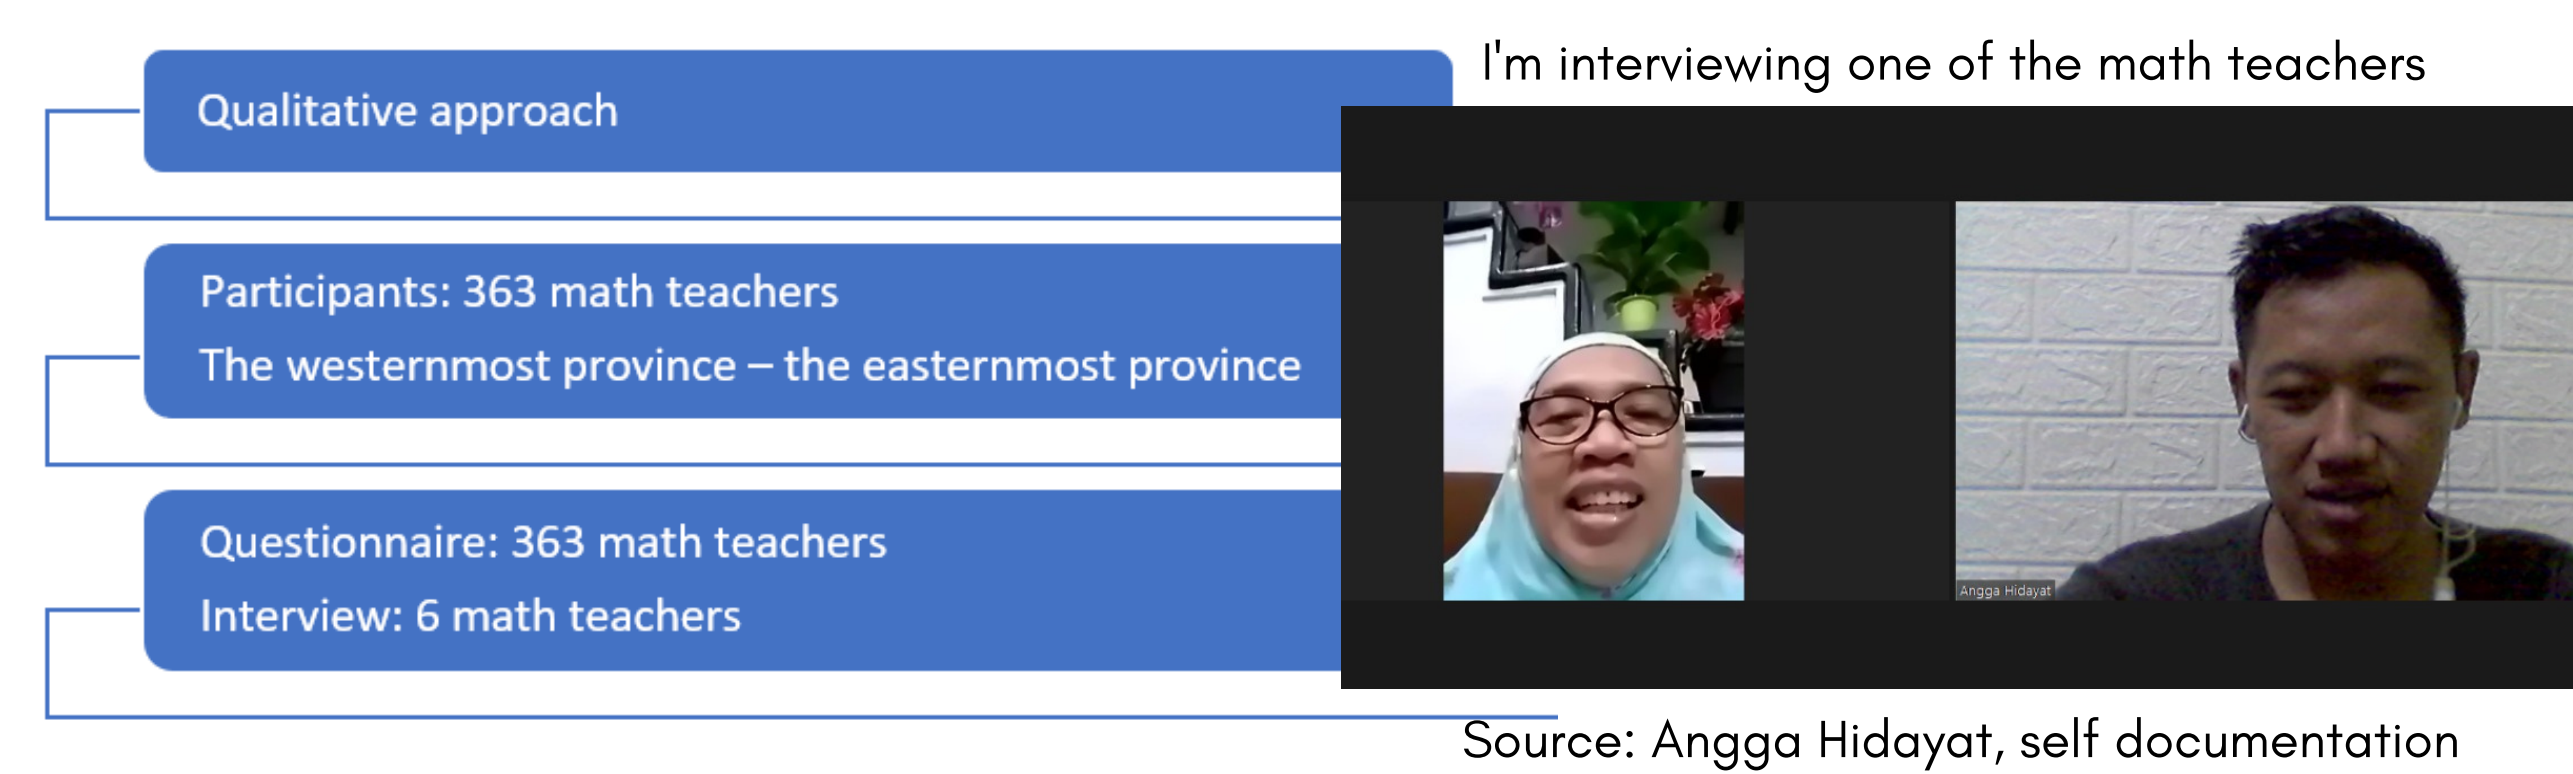 Qualitative approach
Participants: 363 math teachers
The westernmost province – the easternmost province
Questionnaire: 363 math teachers
Interview: 6 math teachers
I'm interviewing one of the math teachers
Angga Hidayat
Source: Angga Hidayat, self documentation